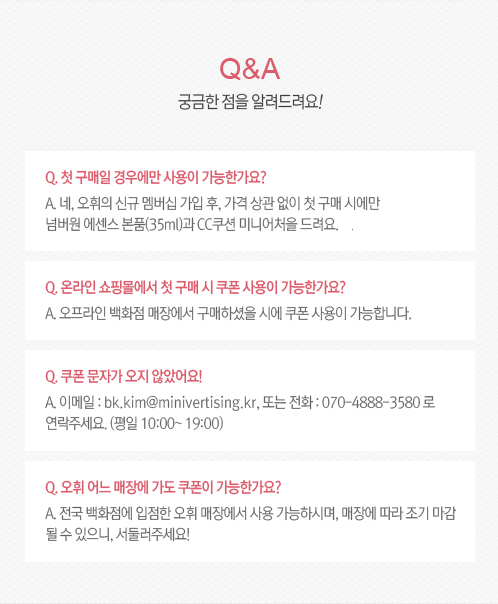 Q&A
궁금한 점을 알려드려요!
Q. 첫 구매일 경우에만 사용이 가능한가요?
A. 네, 오휘의 신규 멤버십 가입 후, 가격 상관 없이 첫 구매 시에만
넘버원 에센스 본품(35ml)과 CC쿠션 미니어처를 드려요. .
Q. 온라인 쇼핑몰에서 첫 구매 시 쿠폰 사용이 가능한가요?
A. 오프라인 백화점 매장에서 구매하셨을 시에 쿠폰 사용이 가능합니다.
Q. 쿠폰 문자가 오지 않았어요!
A. 이메일 : bk.kim@minivertising.kr, 또는 전화 : 070-4888-3580 로
연락주세요. (평일 10:00~ 19:00)
Q. 오휘 어느 매장에 가도 쿠폰이 가능한가요?
A. 전국 백화점에 입점한 오휘 매장에서 사용 가능하시며, 매장에 따라 조기 마감
될 수 있으니, 서둘러주세요!